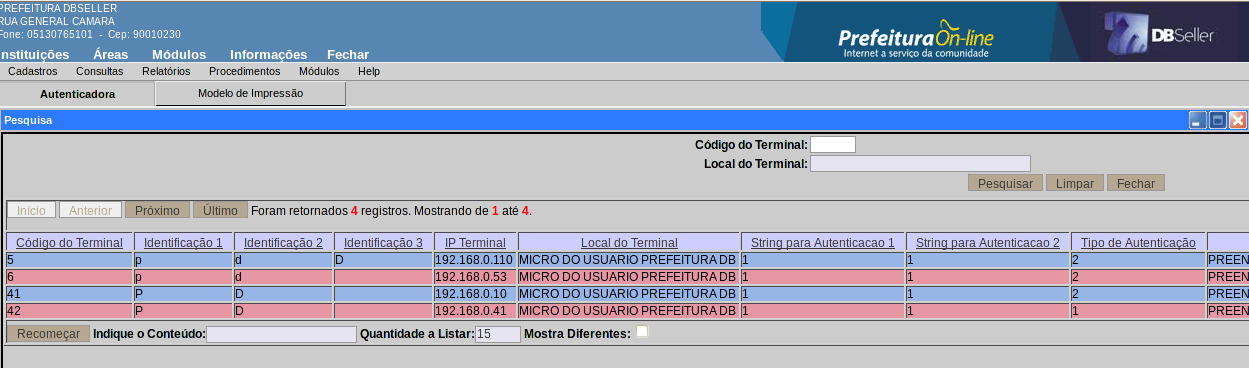 PREFEITURA DBSELLER
RUA GENERAL CAMARA
Fone: 05130765101 - Cep: 90010230
PrefeituraOn-line
Internet a serviço da comunidade
DBSeller
nstituições Áreas Módulos Informações Fechar
Cadastros Consultas Relatórios Procedimentos Módulos Help
Autenticadora Modelo de Impressão
Pesquisa
Código do Terminal:
Local do Terminal:
Pesquisar Limpar Fechar
Início Anterior Próximo Último Foram retornados 4 registros. Mostrando de 1 até 4.
Código do Terminal Identificação 1 Identificação 2 Identificação 3 IP Terminal Local do Terminal String para Autenticacao 1 String para Autenticacao 2 Tipo de Autenticação
5 p d D 192.168.0.110 MICRO DO USUARIO PREFEITURA DB 1 1 2 PREEN
6 p d 192.168.0.53 MICRO DO USUARIO PREFEITURA DB 1 1 2 PREEN
41 P D 192.168.0.10 MICRO DO USUARIO PREFEITURA DB 1 1 2 PREEN
42 P D 192.168.0.41 MICRO DO USUARIO PREFEITURA DB 1 1 1 PREEN
Recomeçar Indique o Conteúdo: Quantidade a Listar: 15 Mostra Diferentes: